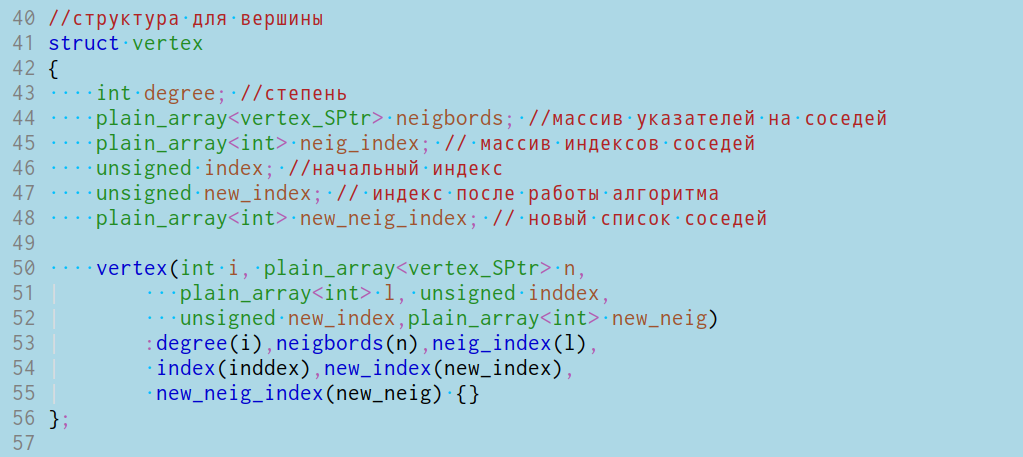 40 //структура для вершины
41 struct vertex
42 {
43 ····int degree; //степень
44 ····plain_array<vertex_SPtr> neigbords; //массив указателей на соседей
45 ····plain_array<int> neig_index; // массив индексов соседей
46 ····unsigned index; //начальный индекс
47 ····unsigned new_index; // индекс после работы алгоритма
48 ····plain_array<int> new_neig_index; // новый список соседей
49
50 ····vertex(int i, plain_array<vertex_SPtr> n,
51 ···plain_array<int> l, unsigned inddex,
52 ···unsigned new_index,plain_array<int> new_neig)
53 :degree(i),neigbords(n),neig_index(l),
54 ·index(inddex),new_index(new_index),
55 ·new_neig_index(new_neig) {}
56 };
57